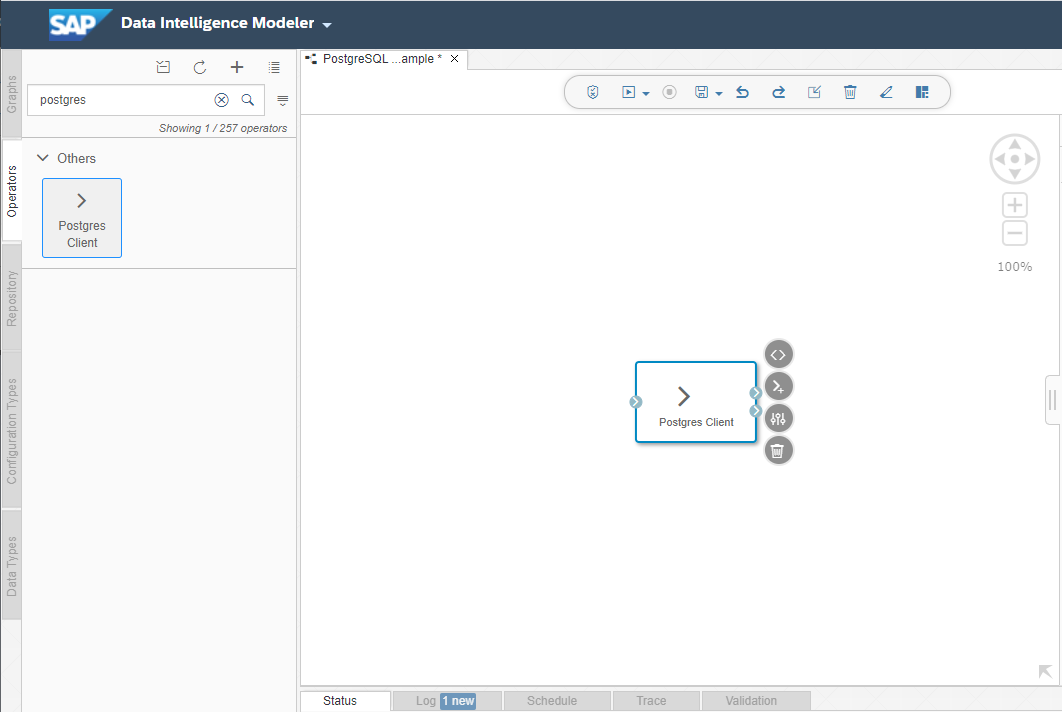 SAP Data Intelligence Modeler
Graphs
Operators
Repository
Configuration Types
Data Types
postgres
Showing 1 / 257 operators
Others
Postgres
Client
PostgreSQL ...ample *
100%
Postgres Client
Status
Log 1 new
Schedule
Trace
Validation